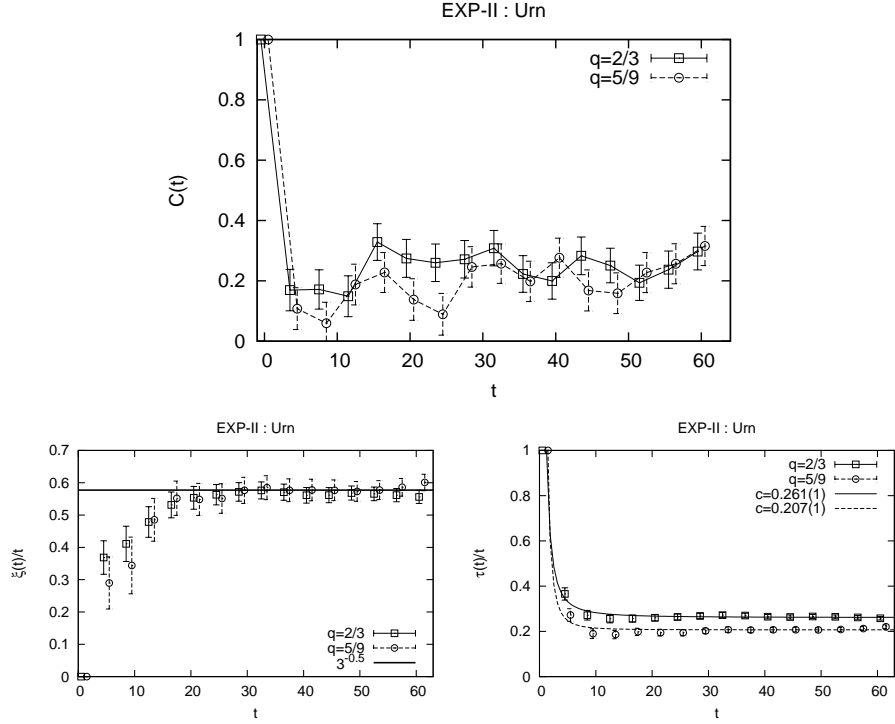 EXP-II : Urn
1
0.8
0.6
0.4
0.2
0
C(t)
q=2/3
q=5/9
0 10 20 30 40 50 60
t
EXP-II : Urn
0.7
0.6
0.5
0.4
0.3
0.2
0.1
0
ξ(t)/t
q=2/3
q=5/9
3^-0.5
0 10 20 30 40 50 60
t
EXP-II : Urn
1
0.8
0.6
0.4
0.2
0
τ(t)/t
q=2/3
q=5/9
c=0.261(1)
c=0.207(1)
0 10 20 30 40 50 60
t